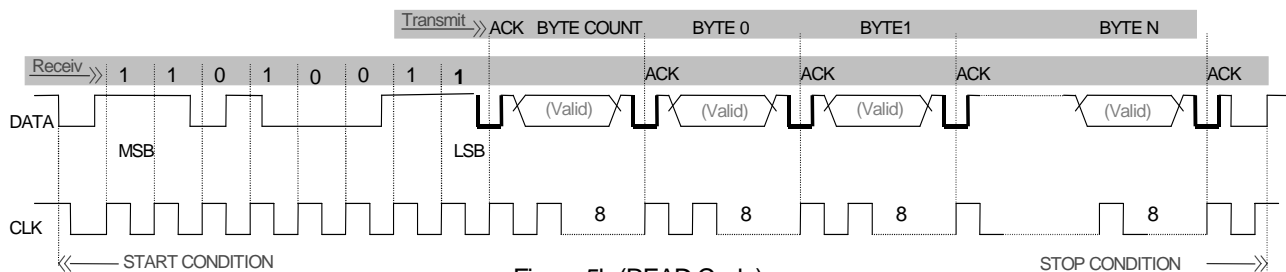 Transmit ACK BYTE COUNT BYTE 0 BYTE1 BYTE N
Receiv 1 1 0 1 0 0 1 1 ACK ACK ACK ACK
DATA (Valid) (Valid) (Valid) (Valid)
MSB LSB
CLK 8 8 8 8
START CONDITION STOP CONDITION